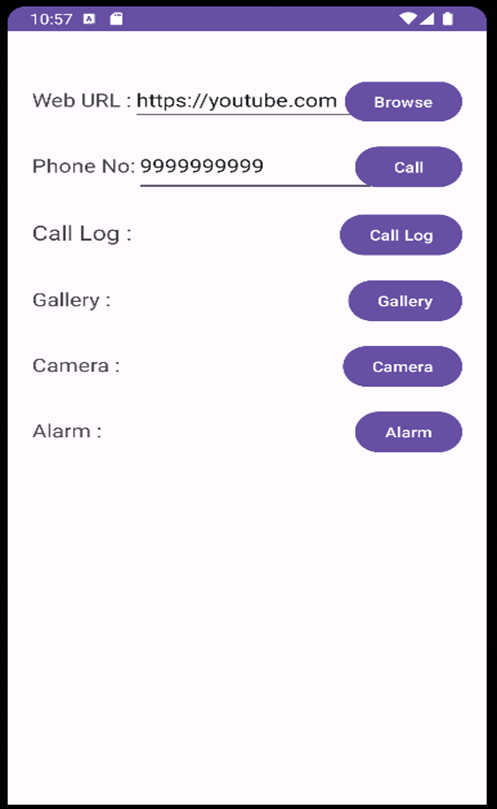 10:57
Web URL : https://youtube.com Browse
Phone No: 9999999999 Call
Call Log : Call Log
Gallery : Gallery
Camera : Camera
Alarm : Alarm